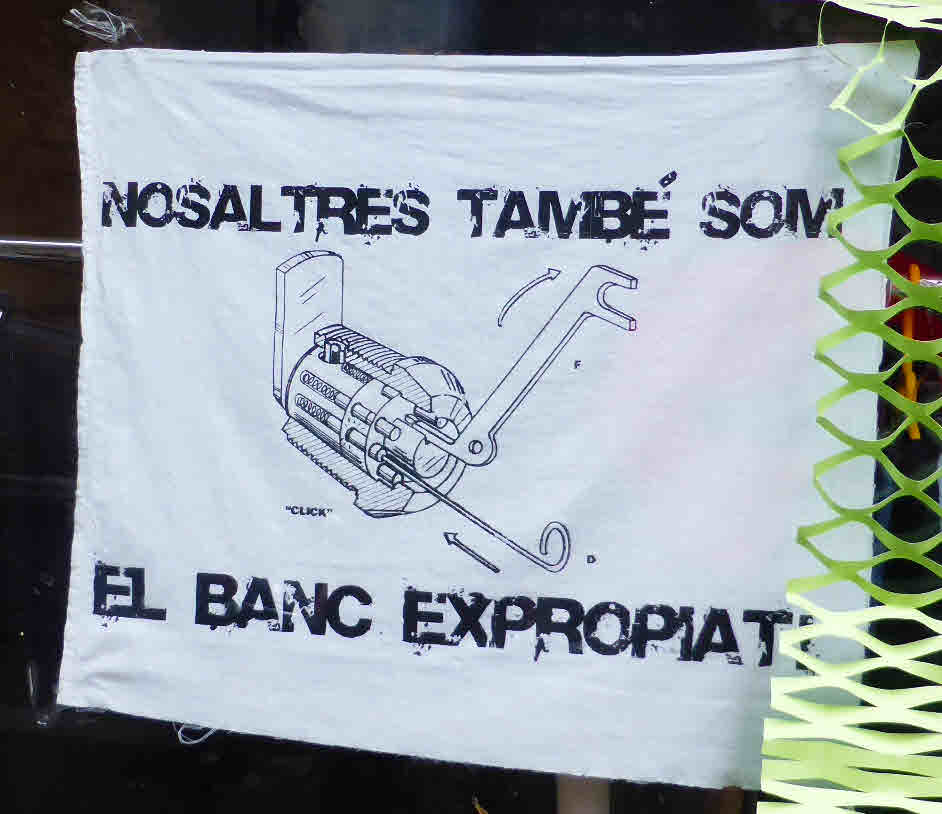 NOSALTRES TAMBÉ SOM
F
"CLICK"
D
EL BANC EXPROPIAT!